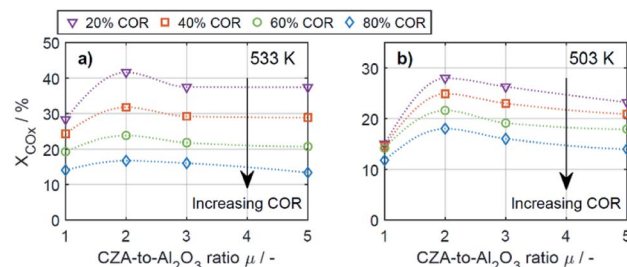 20% COR 40% COR 60% COR 80% COR
a) 533 K
b) 503 K
X_COx / %
50
40
30
20
10
0
30
20
10
0
Increasing COR
Increasing COR
1 2 3 4 5
1 2 3 4 5
CZA-to-Al₂O₃ ratio μ / -
CZA-to-Al₂O₃ ratio μ / -